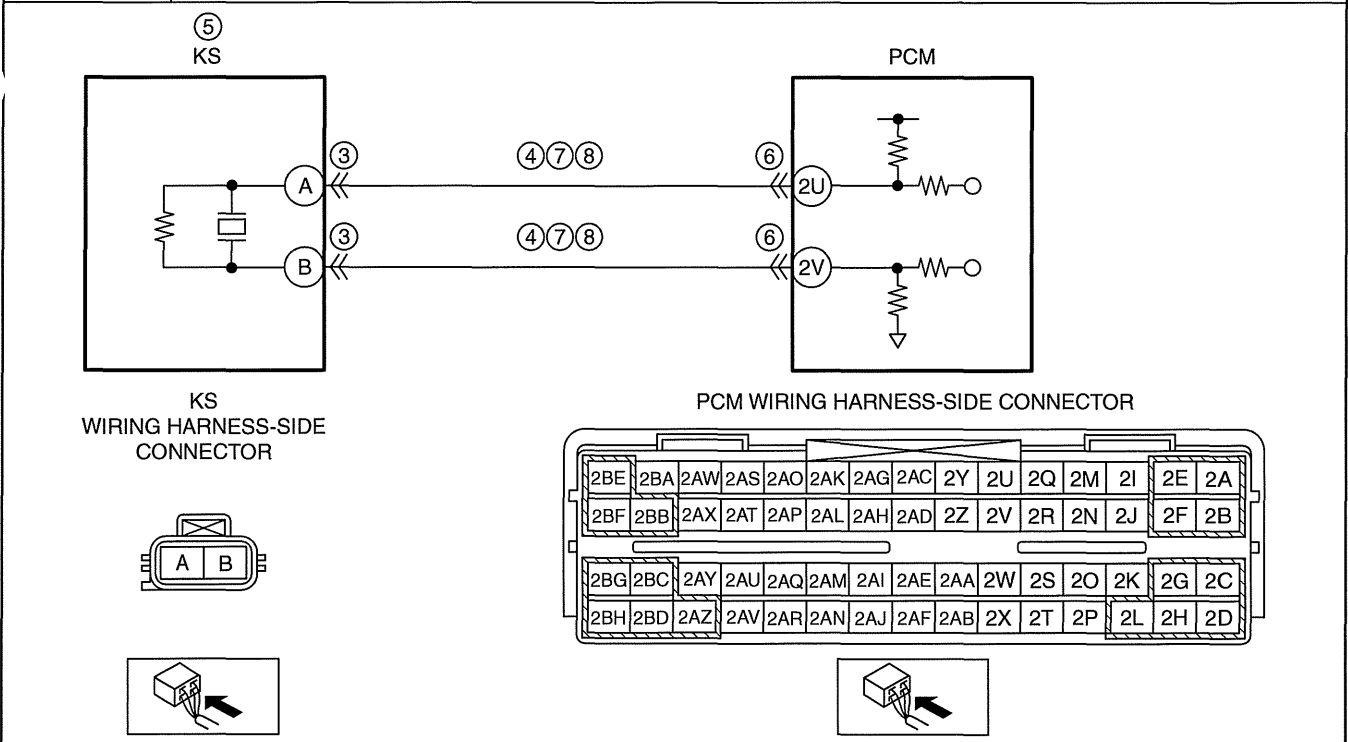 ⑤
KS
PCM
③ ④⑦⑧ ⑥
A 2U
③ ④⑦⑧ ⑥
B 2V
KS
WIRING HARNESS-SIDE
CONNECTOR
PCM WIRING HARNESS-SIDE CONNECTOR
2BE 2BA 2AW 2AS 2AO 2AK 2AG 2AC 2Y 2U 2Q 2M 2I 2E 2A
2BF 2BB 2AX 2AT 2AP 2AL 2AH 2AD 2Z 2V 2R 2N 2J 2F 2B
A B
2BG 2BC 2AY 2AU 2AQ 2AM 2AI 2AE 2AA 2W 2S 2O 2K 2G 2C
2BH 2BD 2AZ 2AV 2AR 2AN 2AJ 2AF 2AB 2X 2T 2P 2L 2H 2D